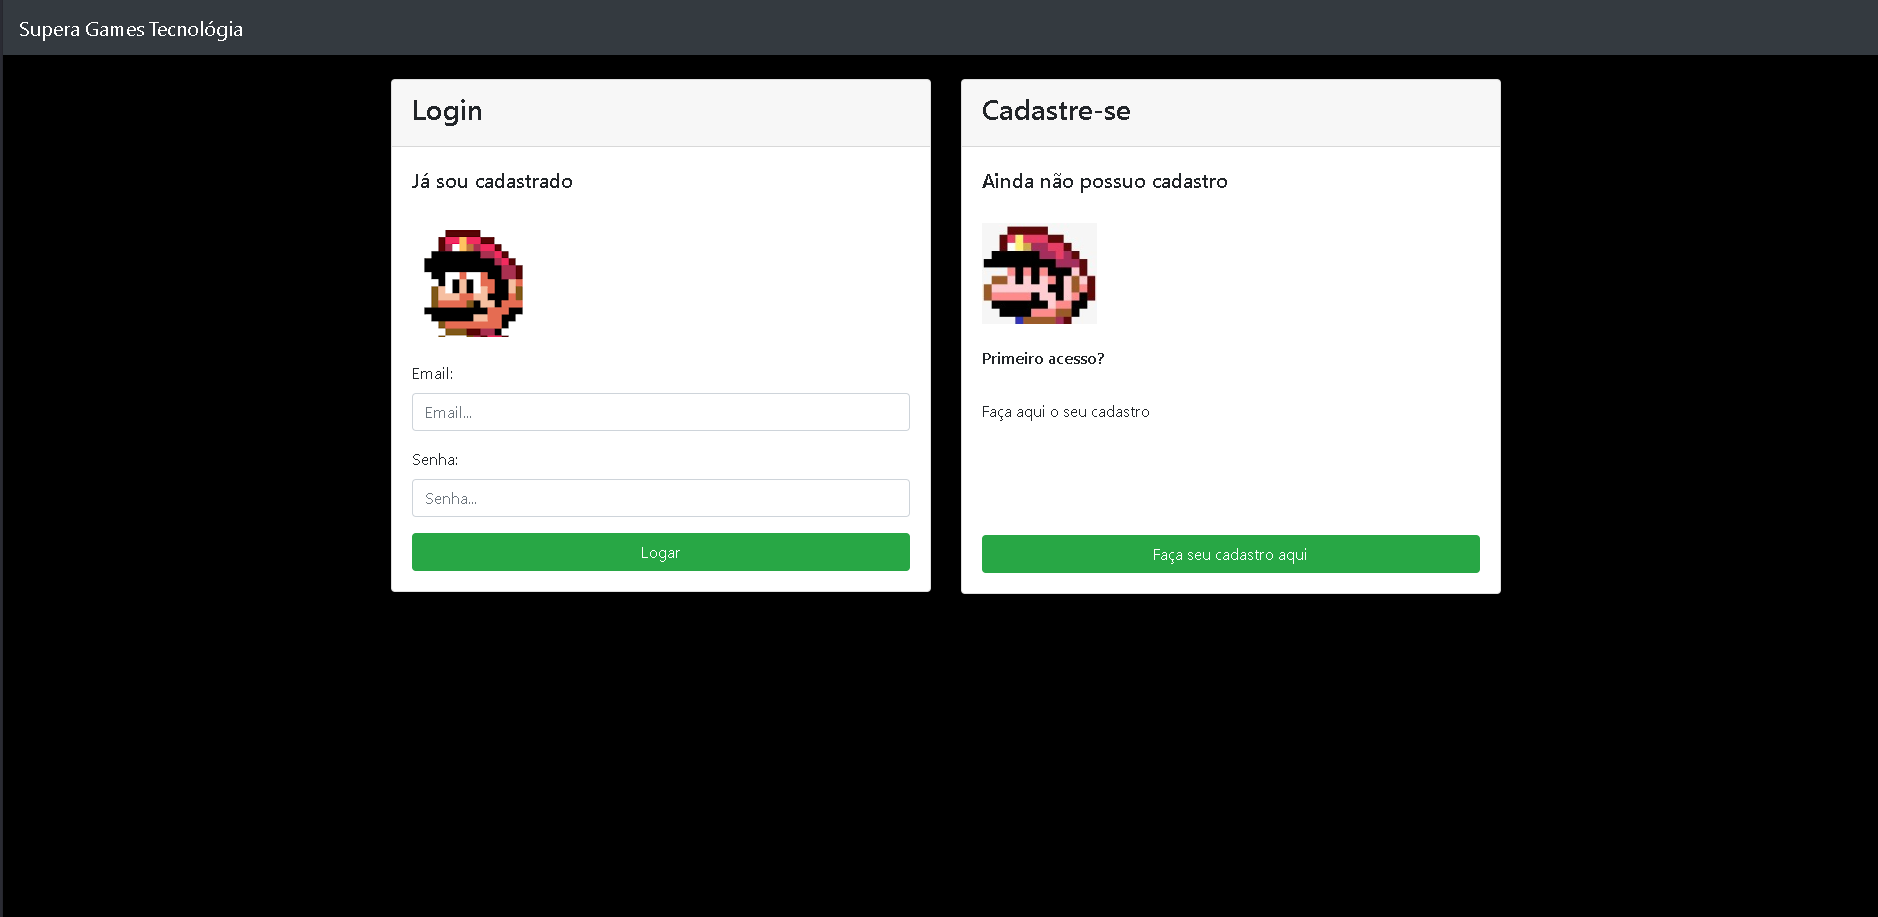 Supera Games Tecnológia
Login
Já sou cadastrado
Email:
Email...
Senha:
Senha...
Logar
Cadastre-se
Ainda não possuo cadastro
Primeiro acesso?
Faça aqui o seu cadastro
Faça seu cadastro aqui